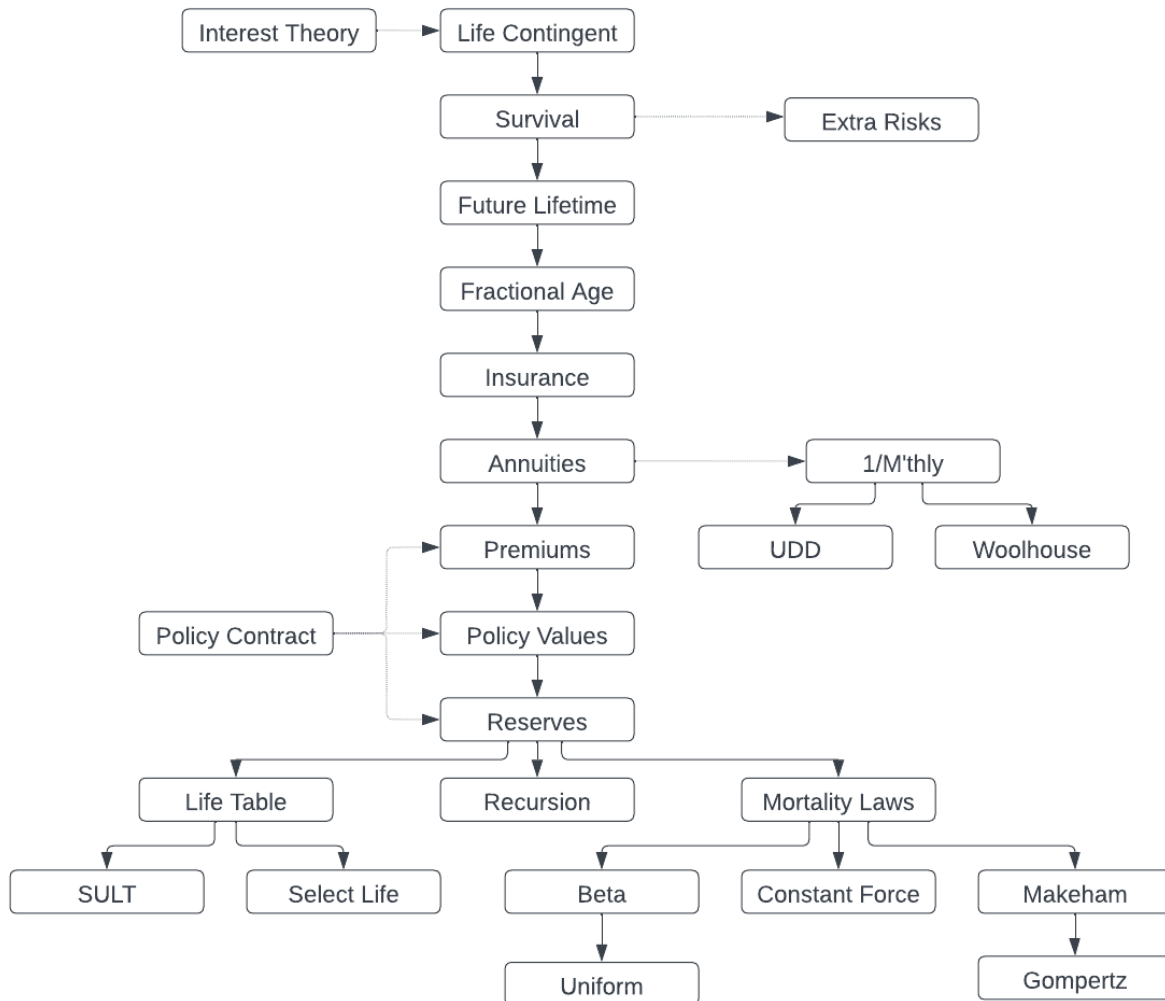 Interest Theory
Life Contingent
Survival
Extra Risks
Future Lifetime
Fractional Age
Insurance
Annuities
1/M'thly
UDD
Woolhouse
Premiums
Policy Contract
Policy Values
Reserves
Life Table
Recursion
Mortality Laws
SULT
Select Life
Beta
Constant Force
Makeham
Uniform
Gompertz